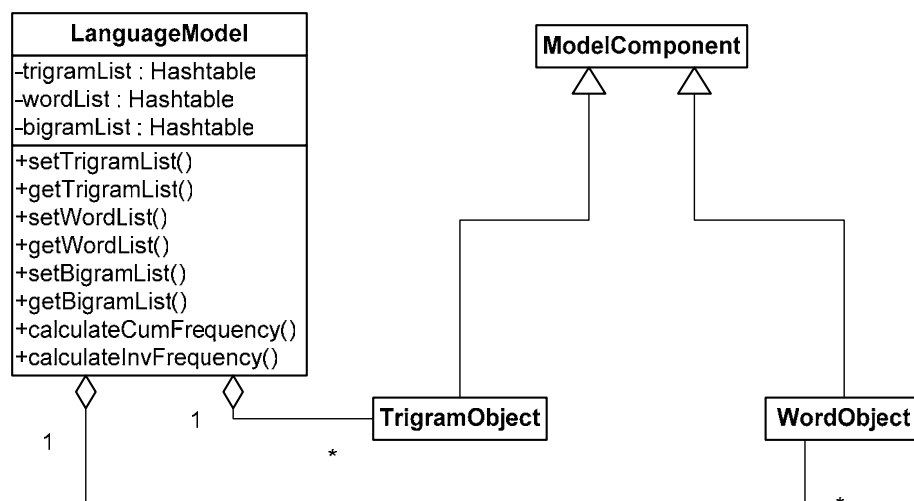 LanguageModel
-trigramList : Hashtable
-wordList : Hashtable
-bigramList : Hashtable
+setTrigramList()
+getTrigramList()
+setWordList()
+getWordList()
+setBigramList()
+getBigramList()
+calculateCumFrequency()
+calculateInvFrequency()
ModelComponent
TrigramObject
WordObject
1
1
*
*